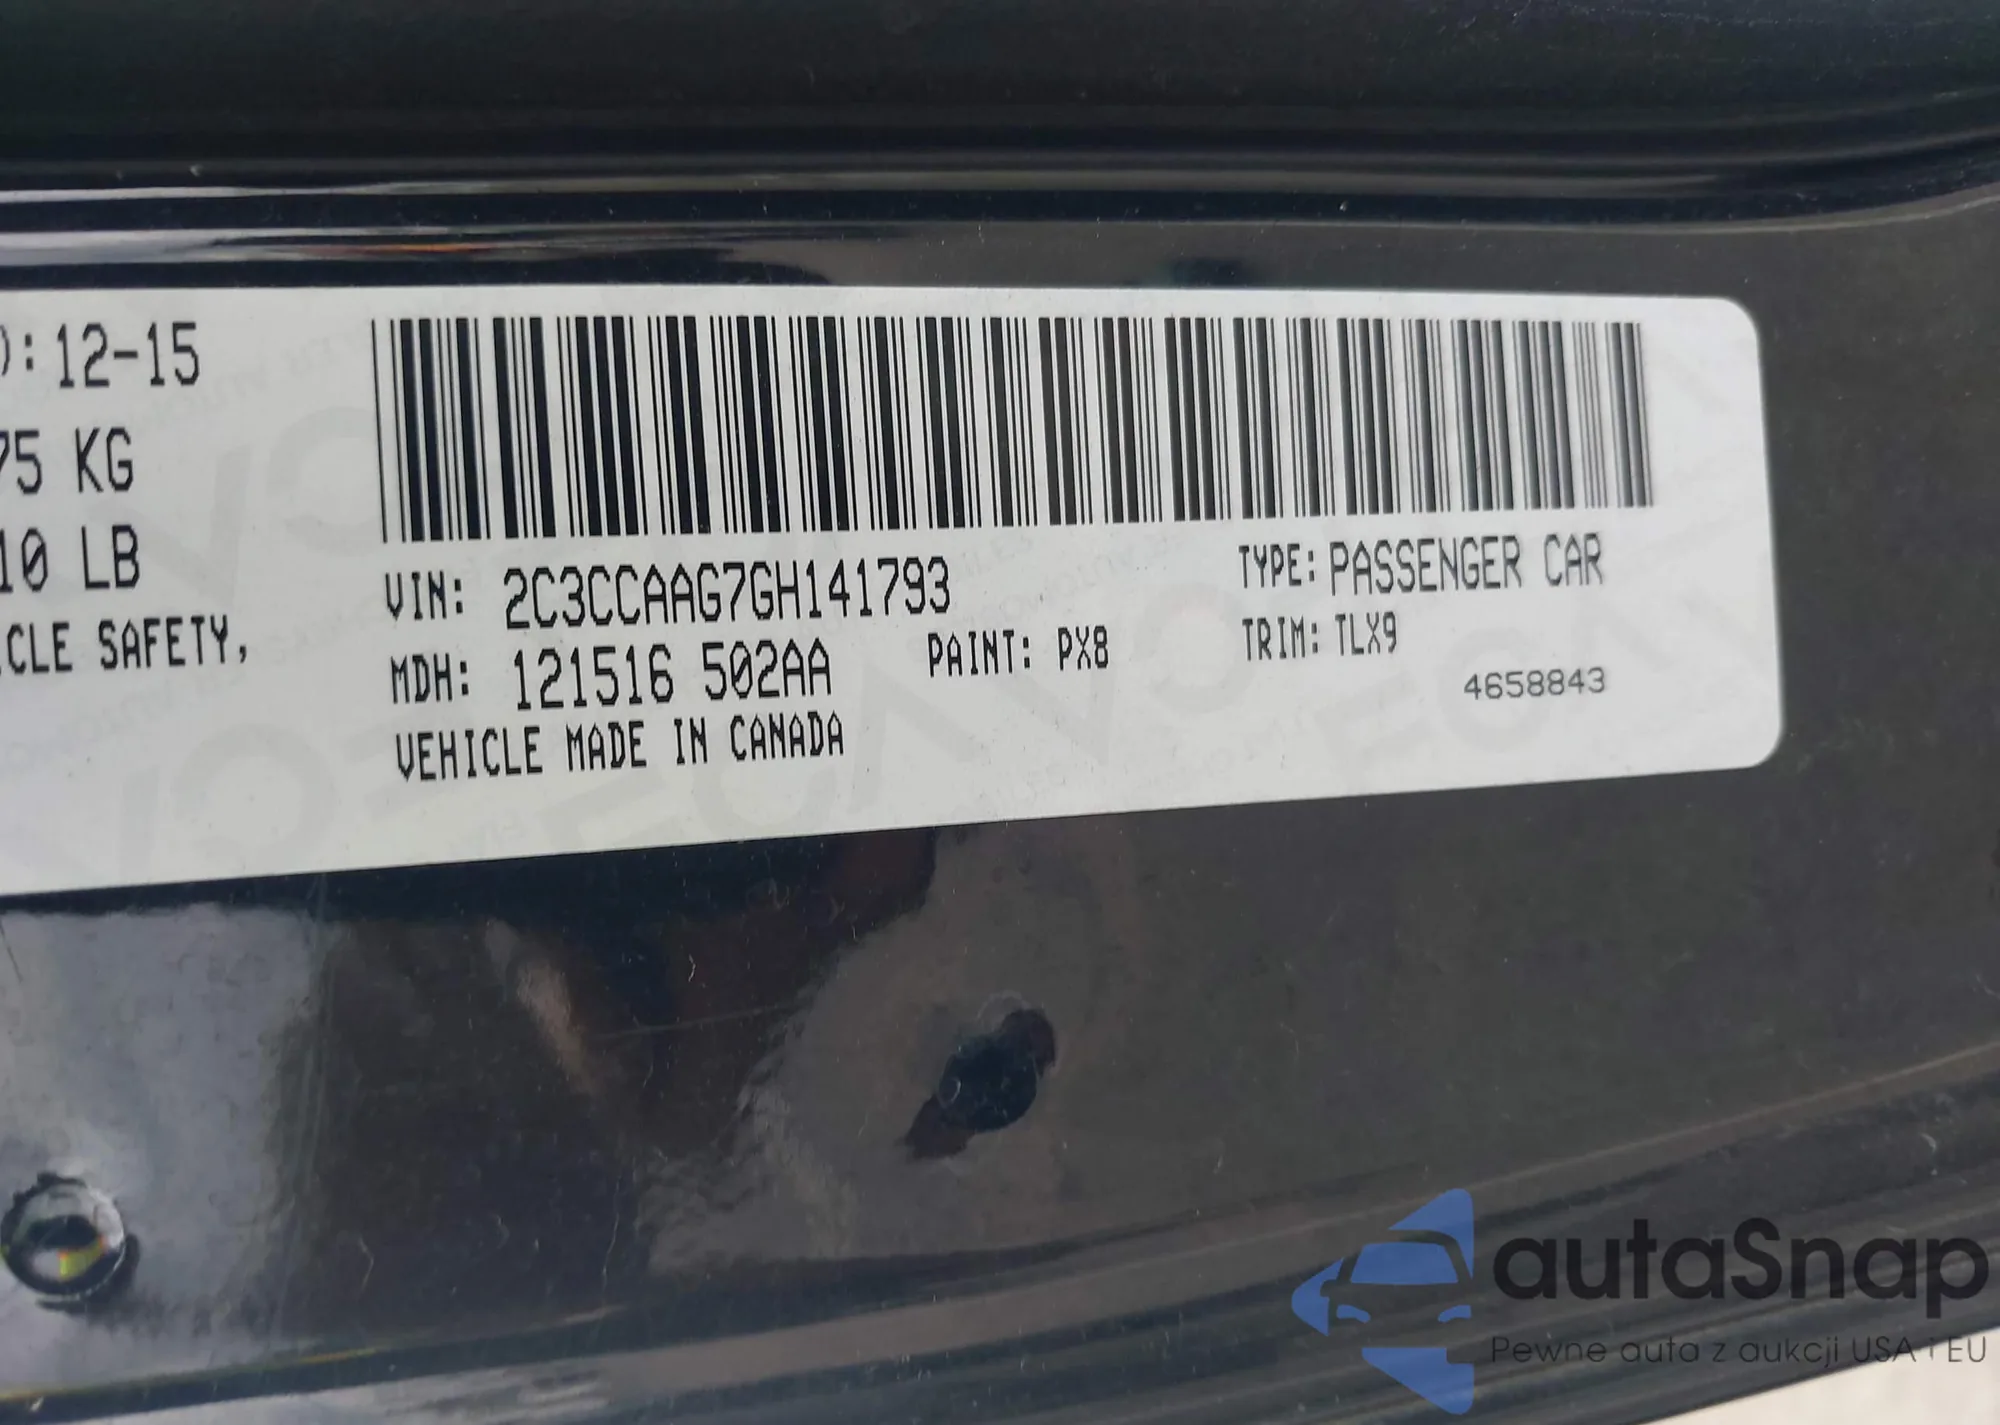 ): 12-15
75 KG
10 LB
CLE SAFETY,
VIN: 2C3CCAAG7GH141793
TYPE: PASSENGER CAR
MDH: 121516 502AA
PAINT: PX8
TRIM: TLX9
4658843
VEHICLE MADE IN CANADA
autaSnap
Pewne auta z aukcji USA i EU